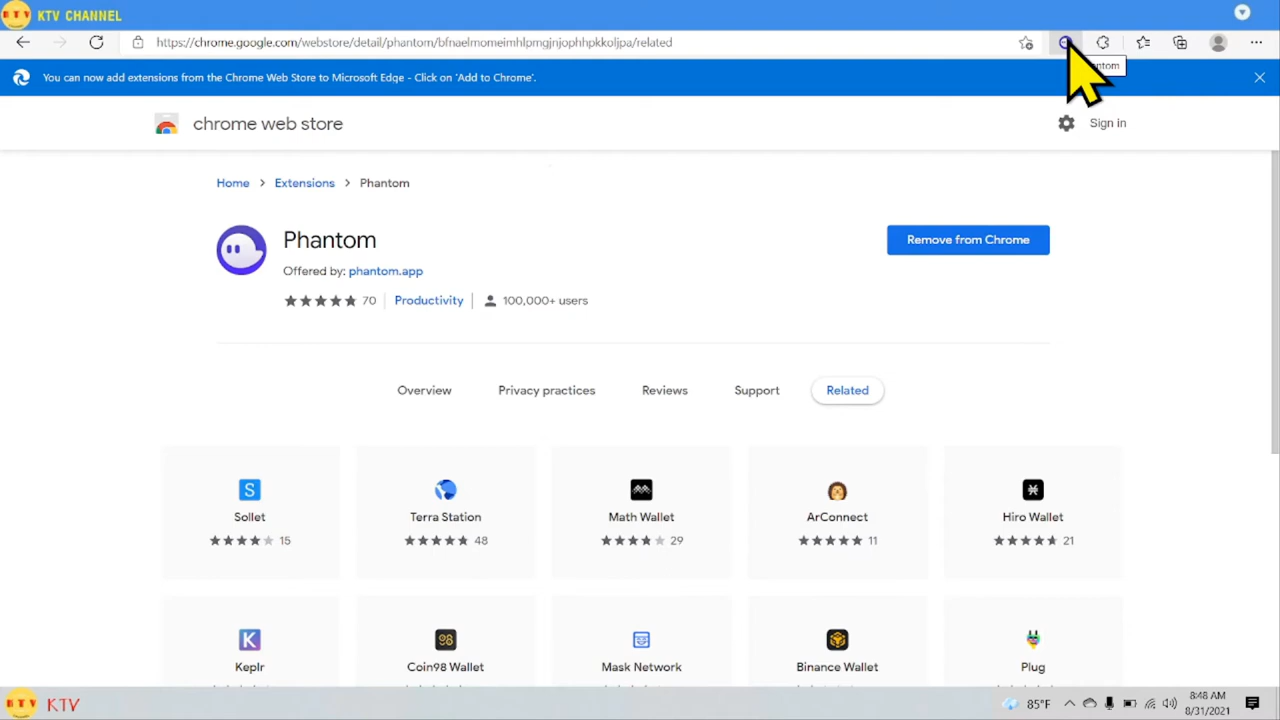 KTV CHANNEL
https://chrome.google.com/webstore/detail/phantom/bfnaelmomeimhlpmgjnjophhpkkoljpa/related
You can now add extensions from the Chrome Web Store to Microsoft Edge - Click on 'Add to Chrome'.
chrome web store
Sign in
Home > Extensions > Phantom
Phantom
Remove from Chrome
Offered by: phantom.app
70 Productivity 100,000+ users
Overview Privacy practices Reviews Support Related
S
Sollet Terra Station Math Wallet ArConnect Hiro Wallet
15 48 29 11 21
K 98
Keplr Coin98 Wallet Mask Network Binance Wallet Plug
KTV 85°F 8:48 AM
8/31/2021